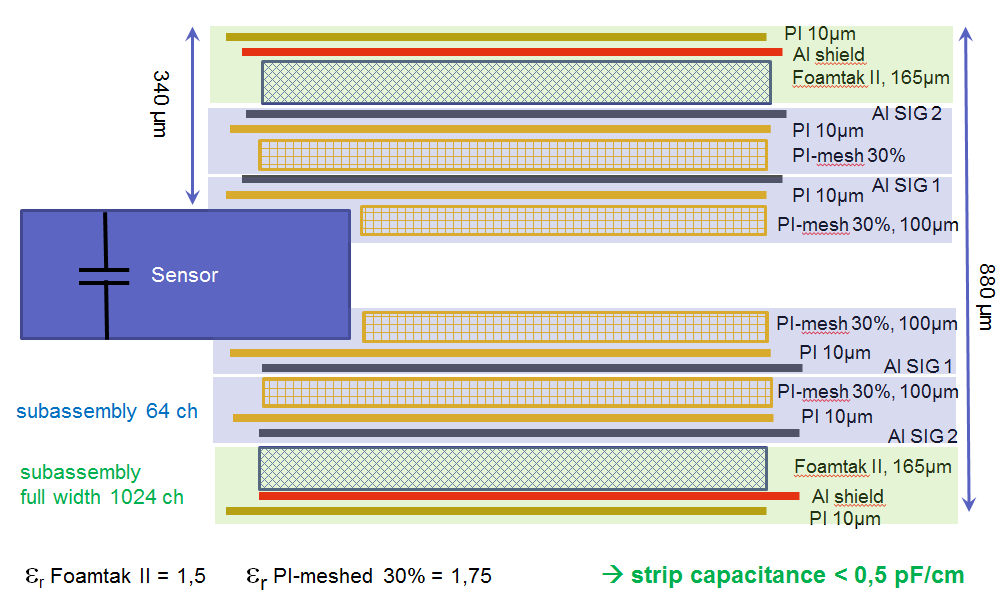 PI 10µm
Al shield
Foamtak II, 165µm
340 µm
Al SIG 2
PI 10µm
PI-mesh 30%
Al SIG 1
PI 10µm
PI-mesh 30%, 100µm
Sensor
880 µm
PI-mesh 30%, 100µm
PI 10µm
Al SIG 1
PI-mesh 30%, 100µm
subassembly 64 ch
PI 10µm
Al SIG 2
subassembly
full width 1024 ch
Foamtak II, 165µm
Al shield
PI 10µm
εr Foamtak II = 1,5
εr PI-meshed 30% = 1,75
→ strip capacitance < 0,5 pF/cm